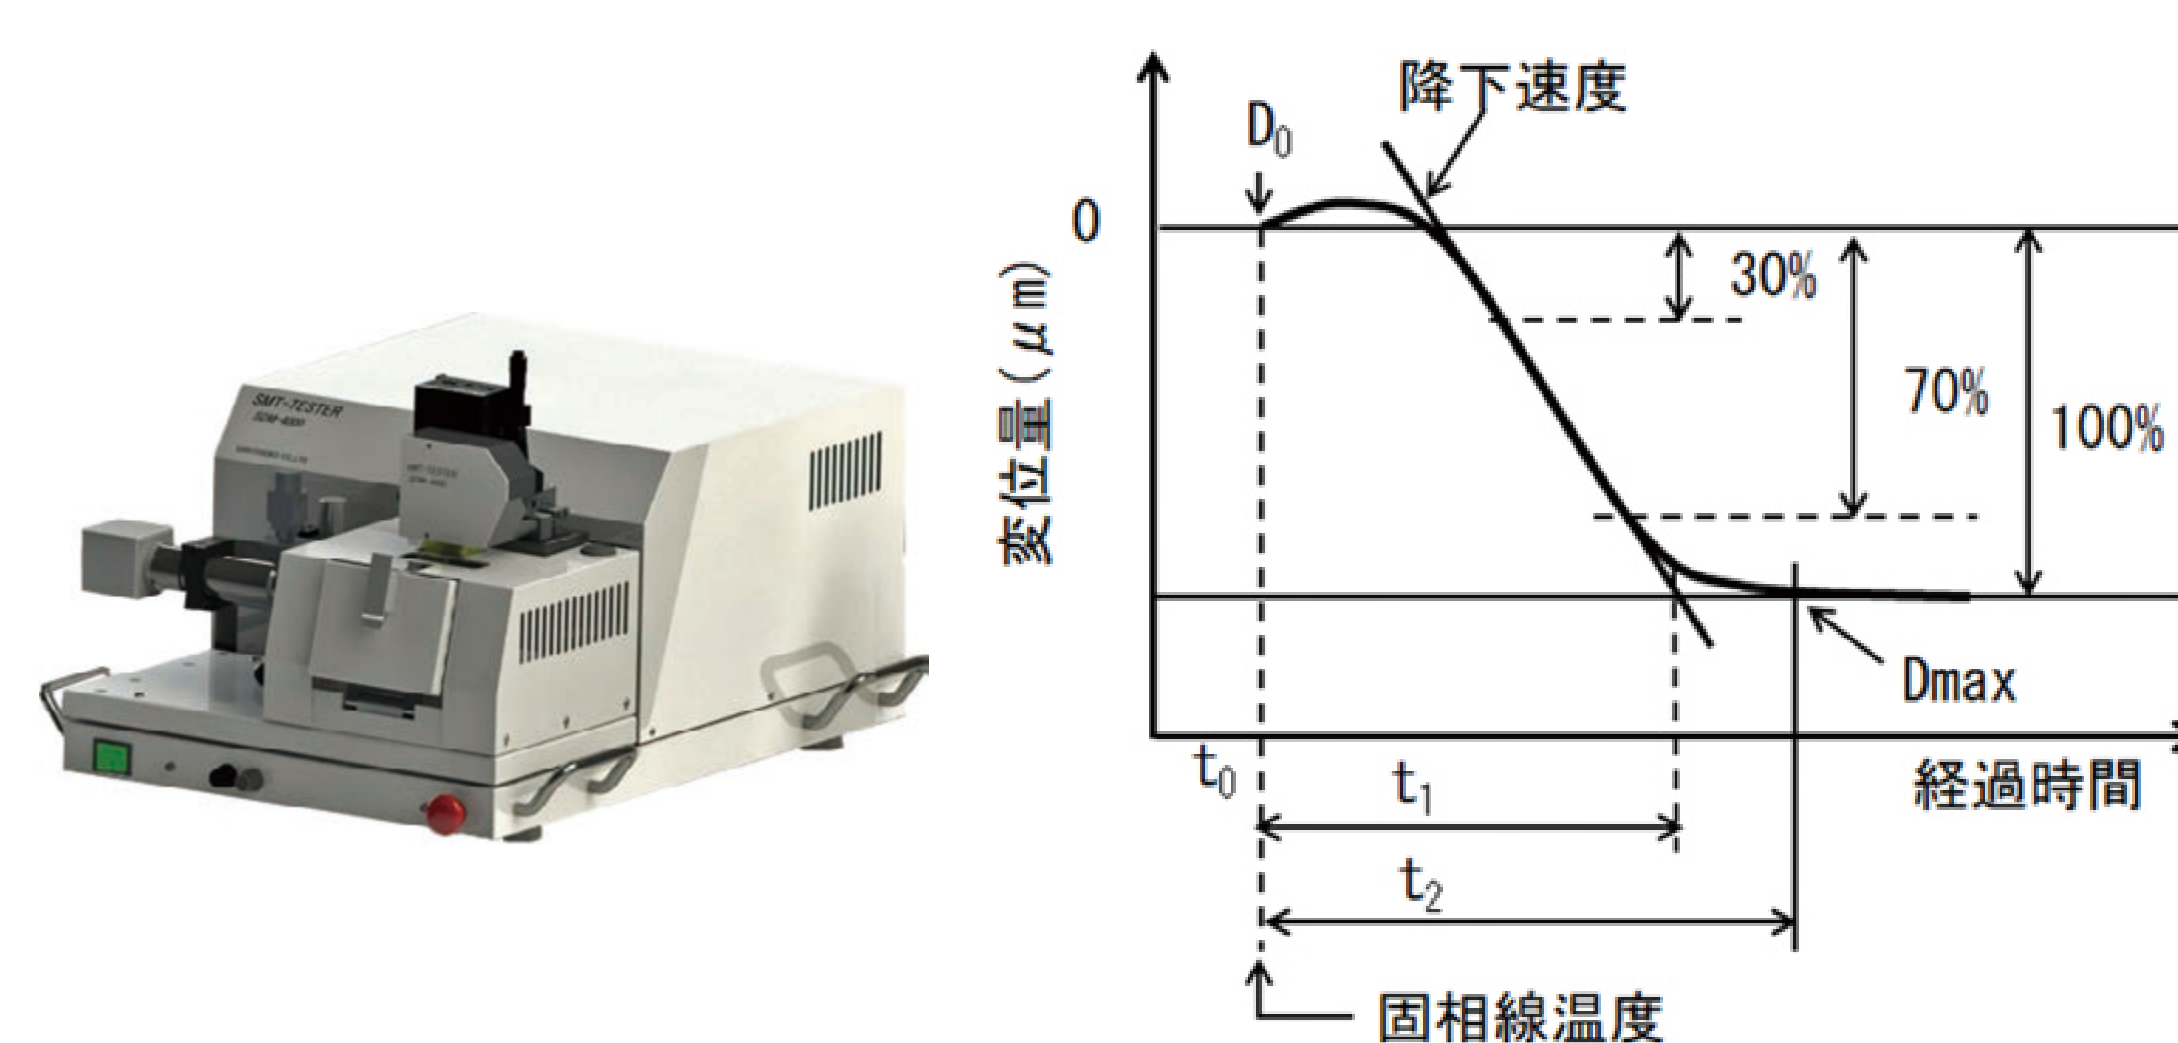 SMT-TESTER
降下速度
D₀
0
30%
70%
100%
変位量(μm)
Dmax
t₀
t₁
経過時間
t₂
固相線温度